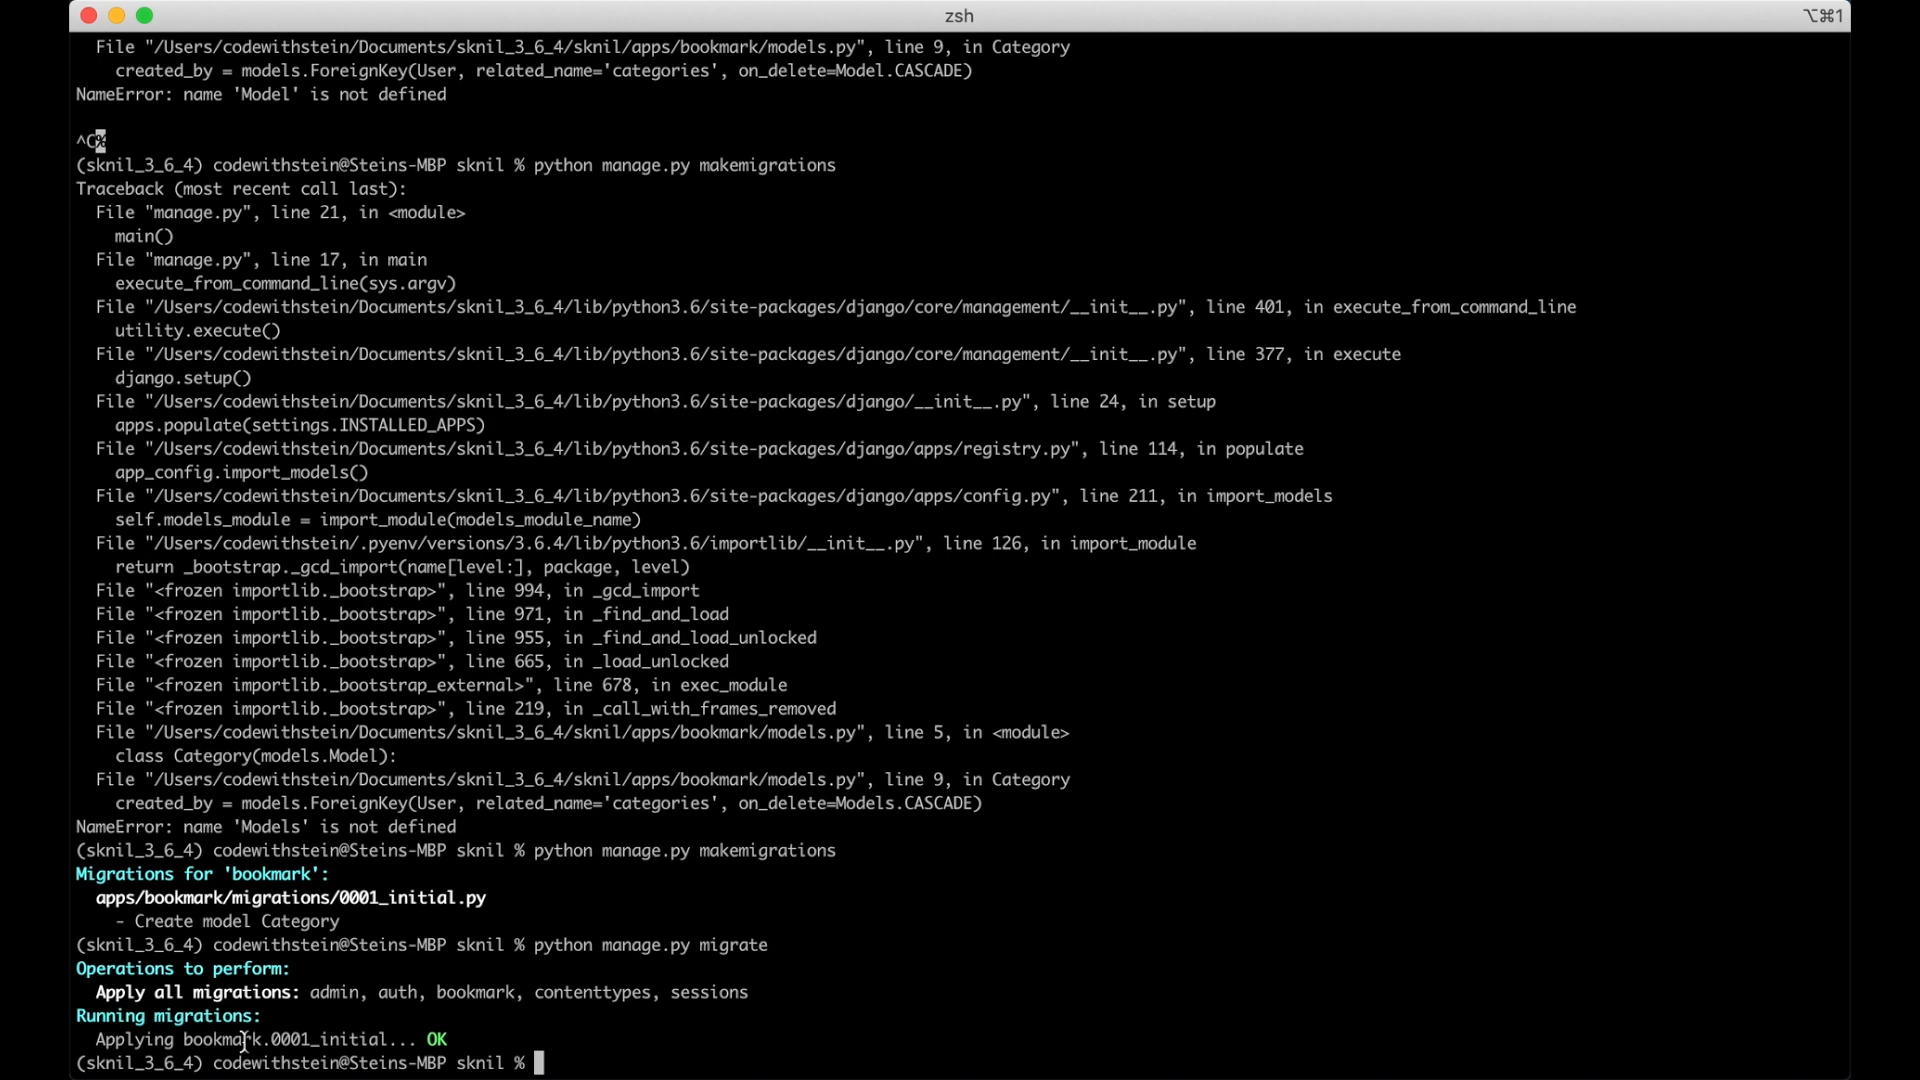 zsh
⌥⌘1
File "/Users/codewithstein/Documents/sknil_3_6_4/sknil/apps/bookmark/models.py", line 9, in Category
created_by = models.ForeignKey(User, related_name='categories', on_delete=Model.CASCADE)
NameError: name 'Model' is not defined
^C%
(sknil_3_6_4) codewithstein@Steins-MBP sknil % python manage.py makemigrations
Traceback (most recent call last):
File "manage.py", line 21, in <module>
main()
File "manage.py", line 17, in main
execute_from_command_line(sys.argv)
File "/Users/codewithstein/Documents/sknil_3_6_4/lib/python3.6/site-packages/django/core/management/__init__.py", line 401, in execute_from_command_line
utility.execute()
File "/Users/codewithstein/Documents/sknil_3_6_4/lib/python3.6/site-packages/django/core/management/__init__.py", line 377, in execute
django.setup()
File "/Users/codewithstein/Documents/sknil_3_6_4/lib/python3.6/site-packages/django/__init__.py", line 24, in setup
apps.populate(settings.INSTALLED_APPS)
File "/Users/codewithstein/Documents/sknil_3_6_4/lib/python3.6/site-packages/django/apps/registry.py", line 114, in populate
app_config.import_models()
File "/Users/codewithstein/Documents/sknil_3_6_4/lib/python3.6/site-packages/django/apps/config.py", line 211, in import_models
self.models_module = import_module(models_module_name)
File "/Users/codewithstein/.pyenv/versions/3.6.4/lib/python3.6/importlib/__init__.py", line 126, in import_module
return _bootstrap._gcd_import(name[level:], package, level)
File "<frozen importlib._bootstrap>", line 994, in _gcd_import
File "<frozen importlib._bootstrap>", line 971, in _find_and_load
File "<frozen importlib._bootstrap>", line 955, in _find_and_load_unlocked
File "<frozen importlib._bootstrap>", line 665, in _load_unlocked
File "<frozen importlib._bootstrap_external>", line 678, in exec_module
File "<frozen importlib._bootstrap>", line 219, in _call_with_frames_removed
File "/Users/codewithstein/Documents/sknil_3_6_4/sknil/apps/bookmark/models.py", line 5, in <module>
class Category(models.Model):
File "/Users/codewithstein/Documents/sknil_3_6_4/sknil/apps/bookmark/models.py", line 9, in Category
created_by = models.ForeignKey(User, related_name='categories', on_delete=Models.CASCADE)
NameError: name 'Models' is not defined
(sknil_3_6_4) codewithstein@Steins-MBP sknil % python manage.py makemigrations
Migrations for 'bookmark':
apps/bookmark/migrations/0001_initial.py
- Create model Category
(sknil_3_6_4) codewithstein@Steins-MBP sknil % python manage.py migrate
Operations to perform:
Apply all migrations: admin, auth, bookmark, contenttypes, sessions
Running migrations:
Applying bookmark.0001_initial... OK
(sknil_3_6_4) codewithstein@Steins-MBP sknil %